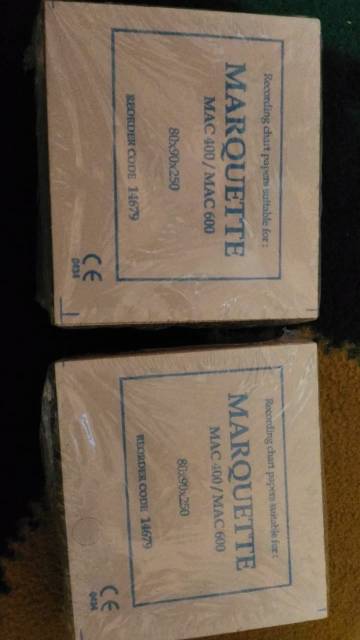 Recording chart papers suitable for :
MARQUETTE
MAC 400 / MAC 600
80x90x250
REORDER CODE 14679
CE
0434
Recording chart papers suitable for :
MARQUETTE
MAC 400 / MAC 600
80x90x250
REORDER CODE 14679
CE
0434